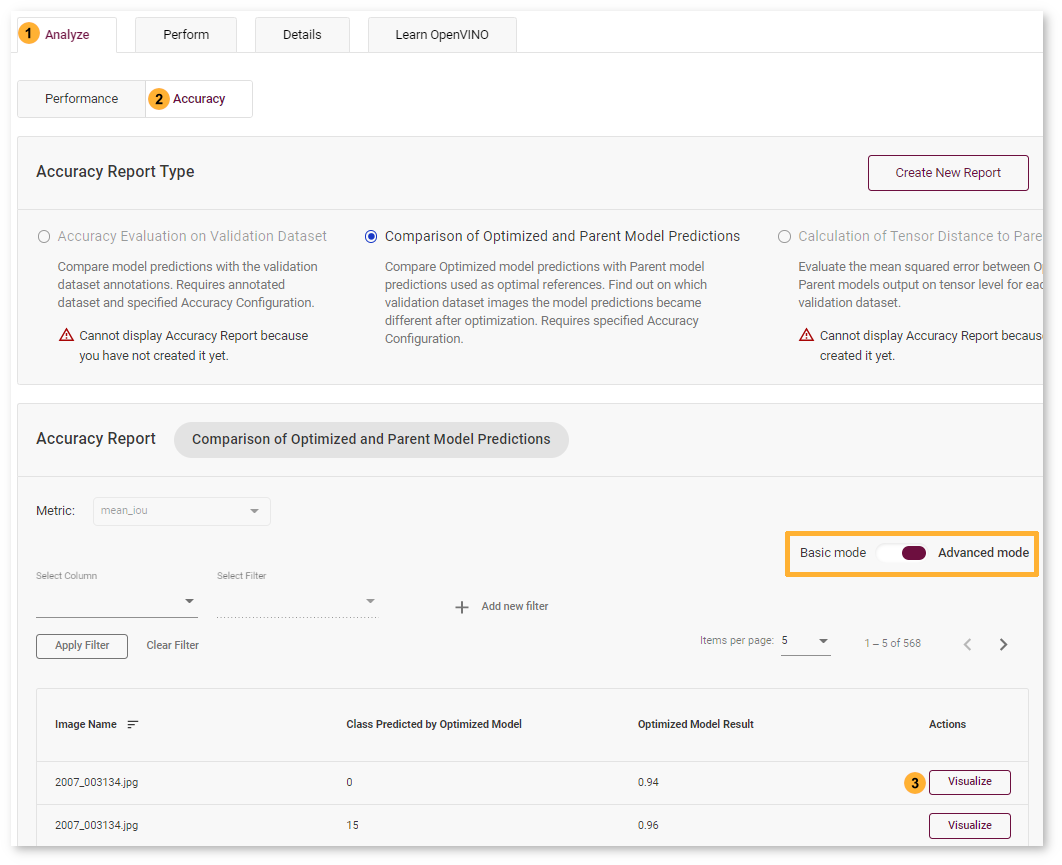 1 Analyze Perform Details Learn OpenVINO
Performance 2 Accuracy
Accuracy Report Type Create New Report
Accuracy Evaluation on Validation Dataset
Compare model predictions with the validation
dataset annotations. Requires annotated
dataset and specified Accuracy Configuration.
Cannot display Accuracy Report because
you have not created it yet.
Comparison of Optimized and Parent Model Predictions
Compare Optimized model predictions with Parent model
predictions used as optimal references. Find out on which
validation dataset images the model predictions became
different after optimization. Requires specified Accuracy
Configuration.
Calculation of Tensor Distance to Pare
Evaluate the mean squared error between O
Parent models output on tensor level for eac
validation dataset.
Cannot display Accuracy Report becaus
created it yet.
Accuracy Report Comparison of Optimized and Parent Model Predictions
Metric: mean_iou
Basic mode Advanced mode
Select Column Select Filter
Add new filter
Apply Filter Clear Filter Items per page: 5 1 – 5 of 568
Image Name Class Predicted by Optimized Model Optimized Model Result Actions
2007_003134.jpg 0 0.94 3 Visualize
2007_003134.jpg 15 0.96 Visualize